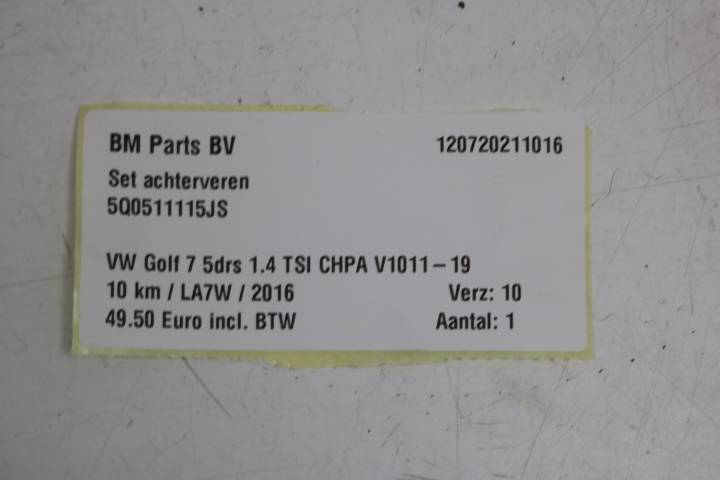 BM Parts BV 120720211016
Set achterveren
5Q0511115JS
VW Golf 7 5drs 1.4 TSI CHPA V1011-19
10 km / LA7W / 2016 Verz: 10
49.50 Euro incl. BTW Aantal: 1